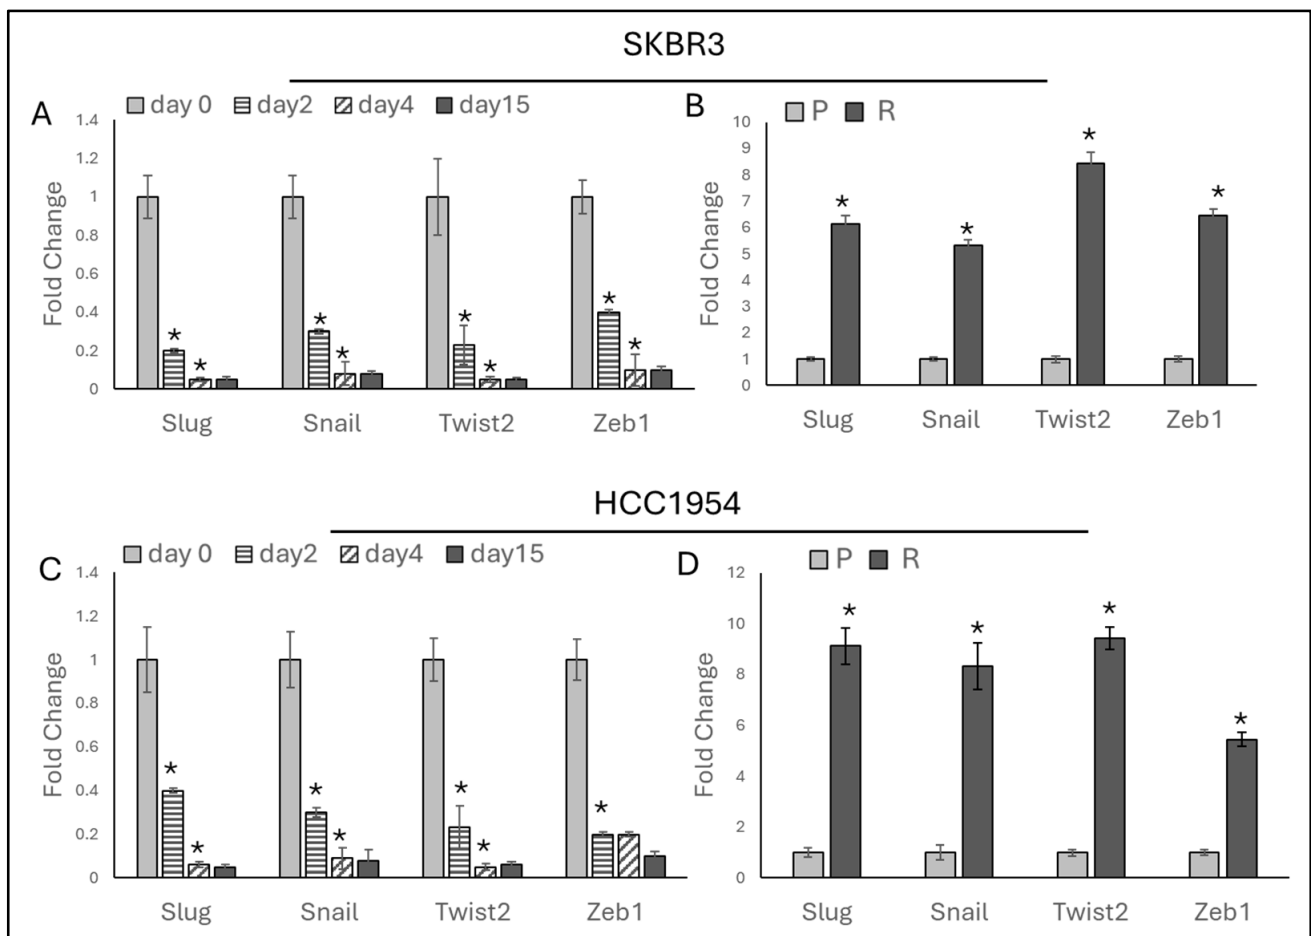 SKBR3
A
day 0 day2 day4 day15
Fold Change
1.4
1.2
1
0.8
0.6
0.4
0.2
0
* * * * * * * *
Slug Snail Twist2 Zeb1
B
P R
Fold Change
10
9
8
7
6
5
4
3
2
1
0
* * * *
Slug Snail Twist2 Zeb1
HCC1954
C
day 0 day2 day4 day15
Fold Change
1.4
1.2
1
0.8
0.6
0.4
0.2
0
* * * * * * *
Slug Snail Twist2 Zeb1
D
P R
Fold Change
12
10
8
6
4
2
0
* * * *
Slug Snail Twist2 Zeb1